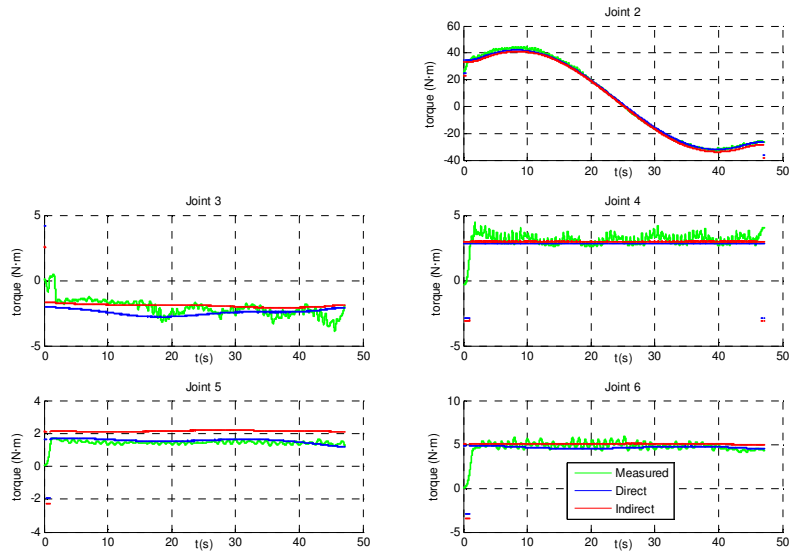 Joint 2
60
40
20
0
-20
-40
torque (N·m)
0 10 20 30 40 50
t(s)
Joint 3
5
0
-5
torque (N·m)
0 10 20 30 40 50
t(s)
Joint 4
5
0
-5
torque (N·m)
0 10 20 30 40 50
t(s)
Joint 5
4
2
0
-2
-4
torque (N·m)
0 10 20 30 40 50
t(s)
Joint 6
10
5
0
-5
torque (N·m)
0 10 20 30 40 50
t(s)
Measured
Direct
Indirect